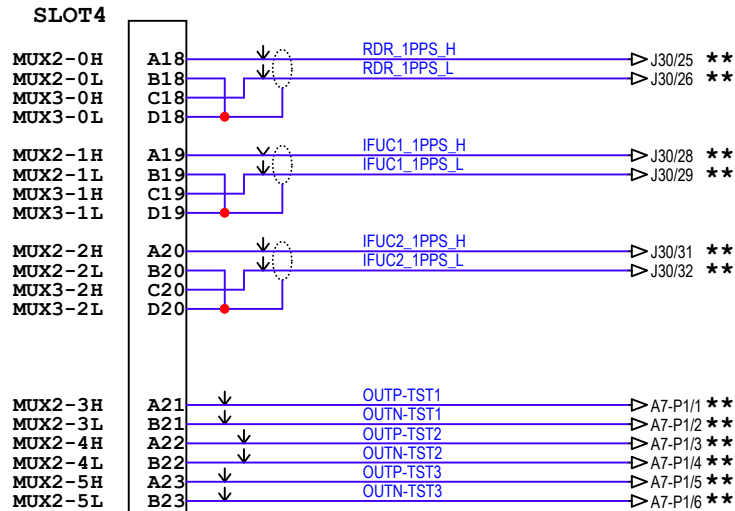 SLOT4
MUX2-0H A18 RDR_1PPS_H J30/25 **
MUX2-0L B18 RDR_1PPS_L J30/26 **
MUX3-0H C18
MUX3-0L D18
MUX2-1H A19 IFUC1_1PPS_H J30/28 **
MUX2-1L B19 IFUC1_1PPS_L J30/29 **
MUX3-1H C19
MUX3-1L D19
MUX2-2H A20 IFUC2_1PPS_H J30/31 **
MUX2-2L B20 IFUC2_1PPS_L J30/32 **
MUX3-2H C20
MUX3-2L D20
MUX2-3H A21 OUTP-TST1 A7-P1/1 **
MUX2-3L B21 OUTN-TST1 A7-P1/2 **
MUX2-4H A22 OUTP-TST2 A7-P1/3 **
MUX2-4L B22 OUTN-TST2 A7-P1/4 **
MUX2-5H A23 OUTP-TST3 A7-P1/5 **
MUX2-5L B23 OUTN-TST3 A7-P1/6 **